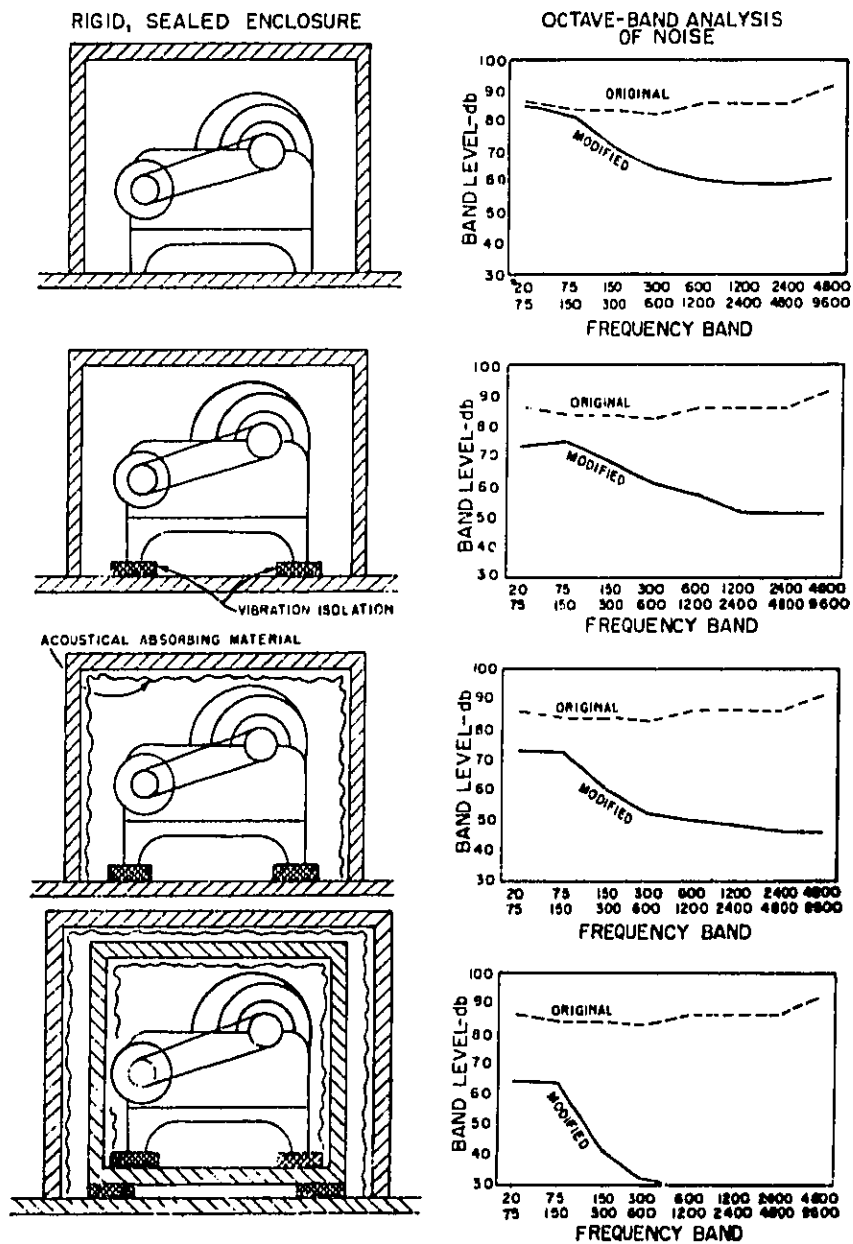 RIGID, SEALED ENCLOSURE
OCTAVE-BAND ANALYSIS
OF NOISE
BAND LEVEL-db
100
90
80
70
60
50
40
30
ORIGINAL
MODIFIED
20 75 150 300 600 1200 2400 4800
75 150 300 600 1200 2400 4800 9600
FREQUENCY BAND
VIBRATION ISOLATION
BAND LEVEL-db
100
90
80
70
60
50
40
30
ORIGINAL
MODIFIED
20 75 150 300 600 1200 2400 4800
75 150 300 600 1200 2400 4800 9600
FREQUENCY BAND
ACOUSTICAL ABSORBING MATERIAL
BAND LEVEL-db
100
90
80
70
60
50
40
30
ORIGINAL
MODIFIED
20 75 150 300 600 1200 2400 4800
75 150 300 600 1200 2400 4800 9600
FREQUENCY BAND
BAND LEVEL-db
100
90
80
70
60
50
40
30
ORIGINAL
MODIFIED
20 75 150 300 600 1200 2400 4800
75 150 300 600 1200 2400 4800 9600
FREQUENCY BAND